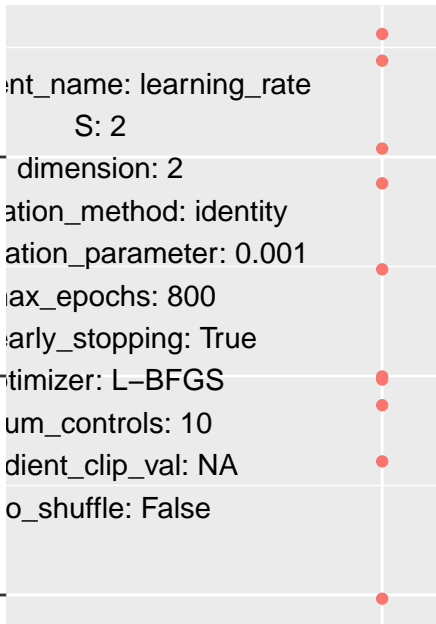 ent_name: learning_rate
S: 2
dimension: 2
ation_method: identity
ation_parameter: 0.001
ax_epochs: 800
early_stopping: True
timizer: L−BFGS
um_controls: 10
dient_clip_val: NA
o_shuffle: False